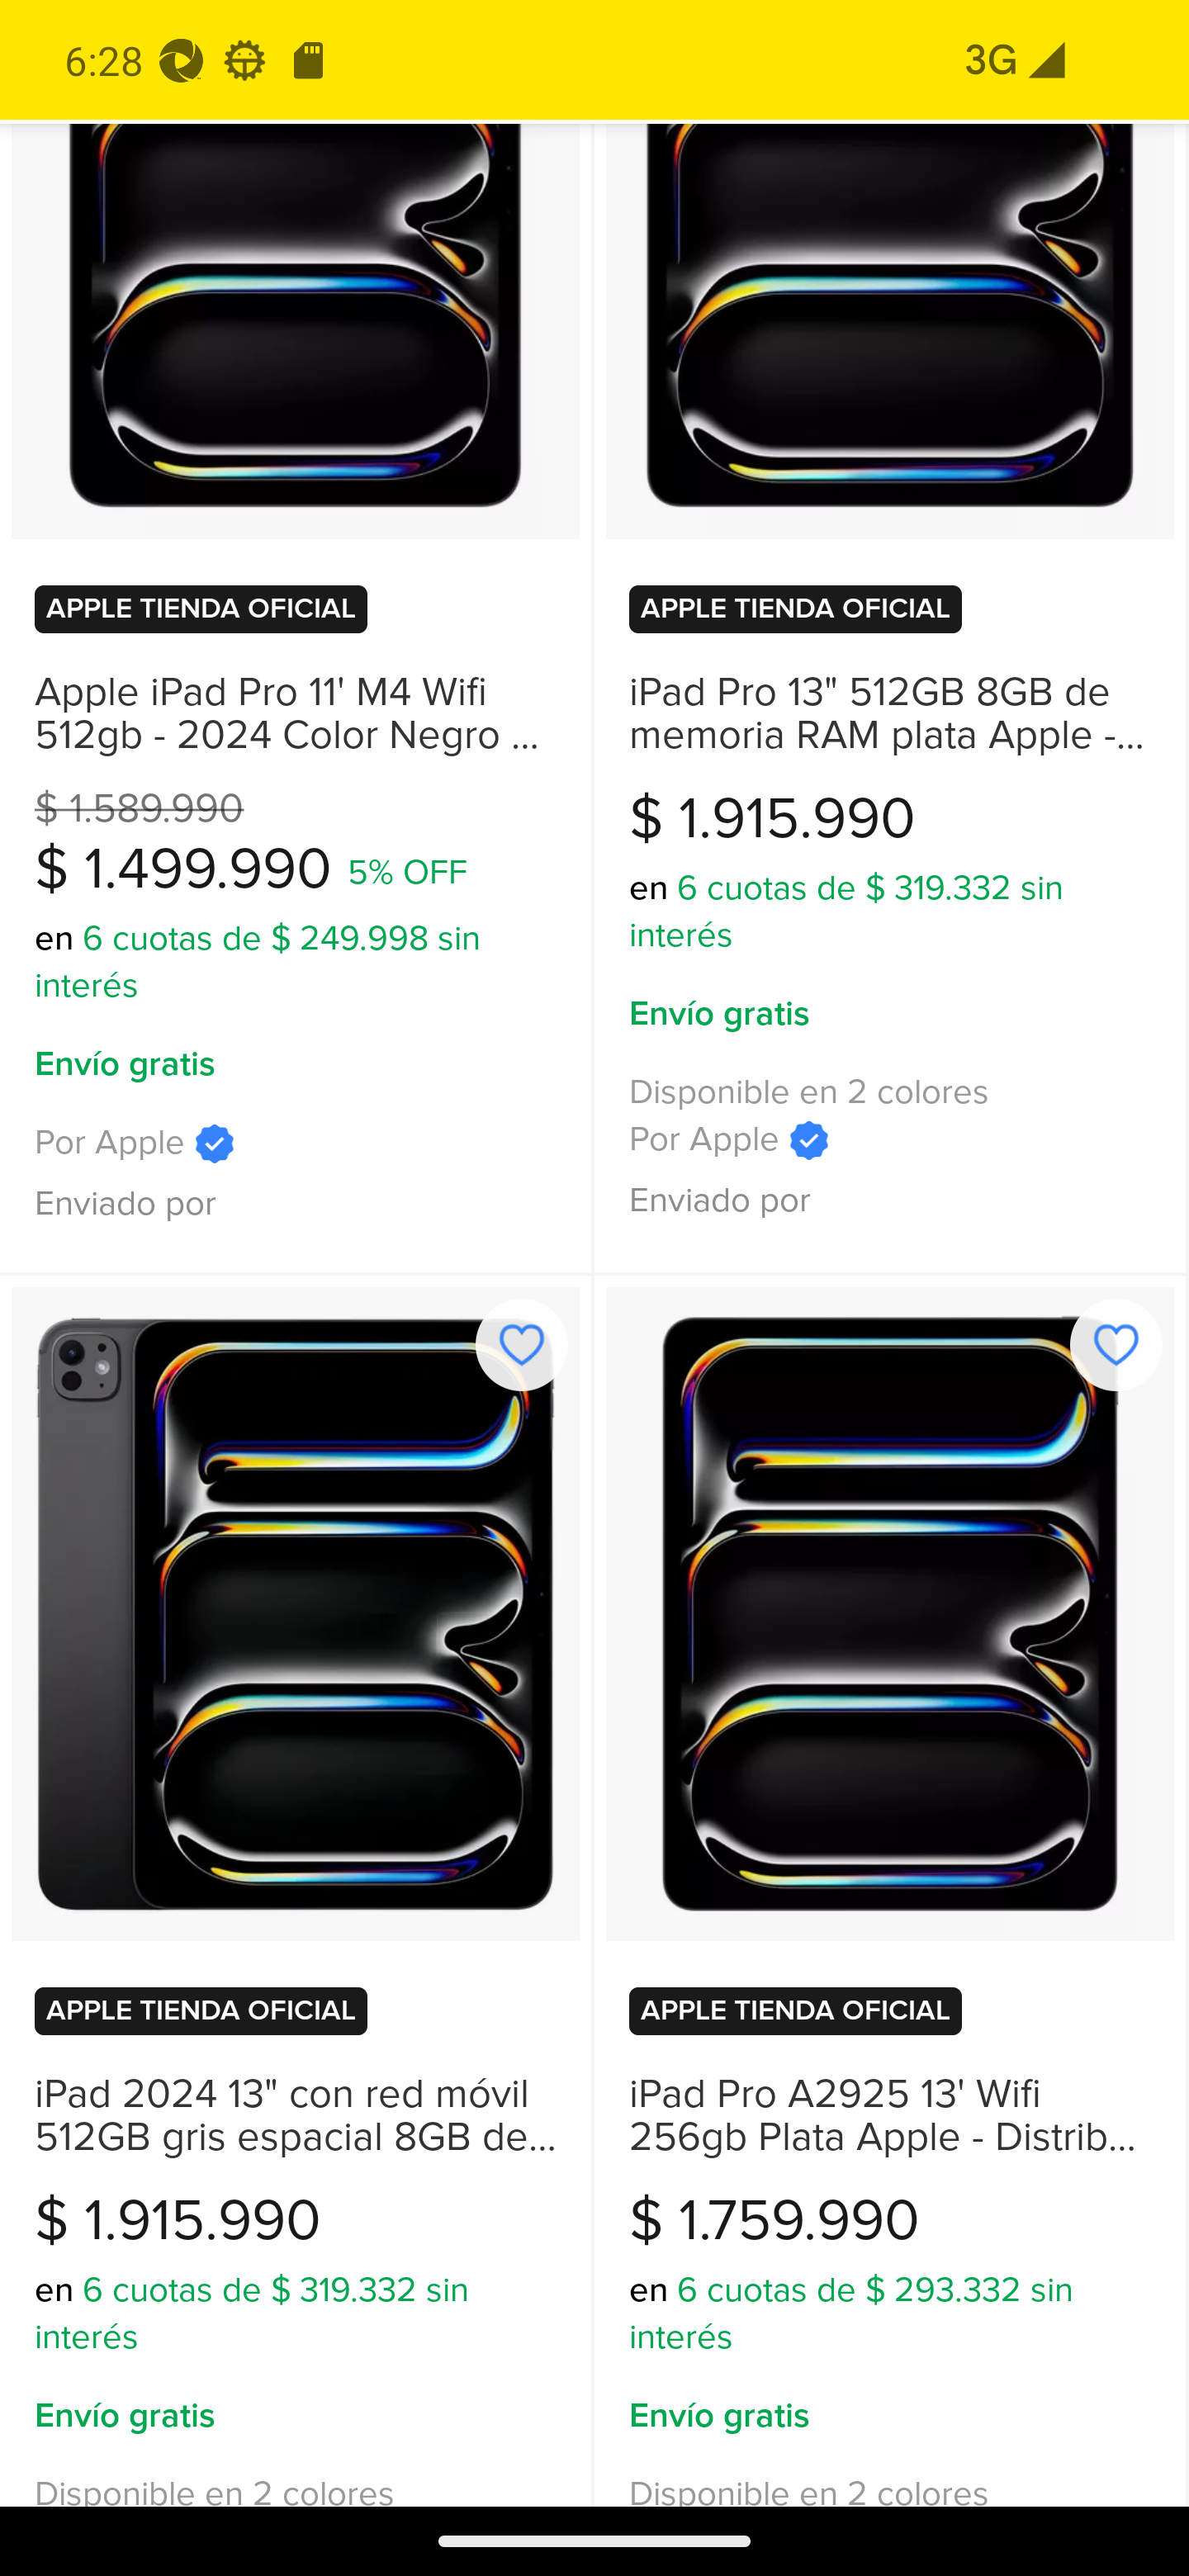 6:28
3G
APPLE TIENDA OFICIAL
Apple iPad Pro 11' M4 Wifi
512gb - 2024 Color Negro ...
$ 1.589.990
$ 1.499.990 5% OFF
en 6 cuotas de $ 249.998 sin
interés
Envío gratis
Por Apple
Enviado por
APPLE TIENDA OFICIAL
iPad Pro 13" 512GB 8GB de
memoria RAM plata Apple -...
$ 1.915.990
en 6 cuotas de $ 319.332 sin
interés
Envío gratis
Disponible en 2 colores
Por Apple
Enviado por
APPLE TIENDA OFICIAL
iPad 2024 13" con red móvil
512GB gris espacial 8GB de...
$ 1.915.990
en 6 cuotas de $ 319.332 sin
interés
Envío gratis
Disponible en 2 colores
APPLE TIENDA OFICIAL
iPad Pro A2925 13' Wifi
256gb Plata Apple - Distrib...
$ 1.759.990
en 6 cuotas de $ 293.332 sin
interés
Envío gratis
Disponible en 2 colores